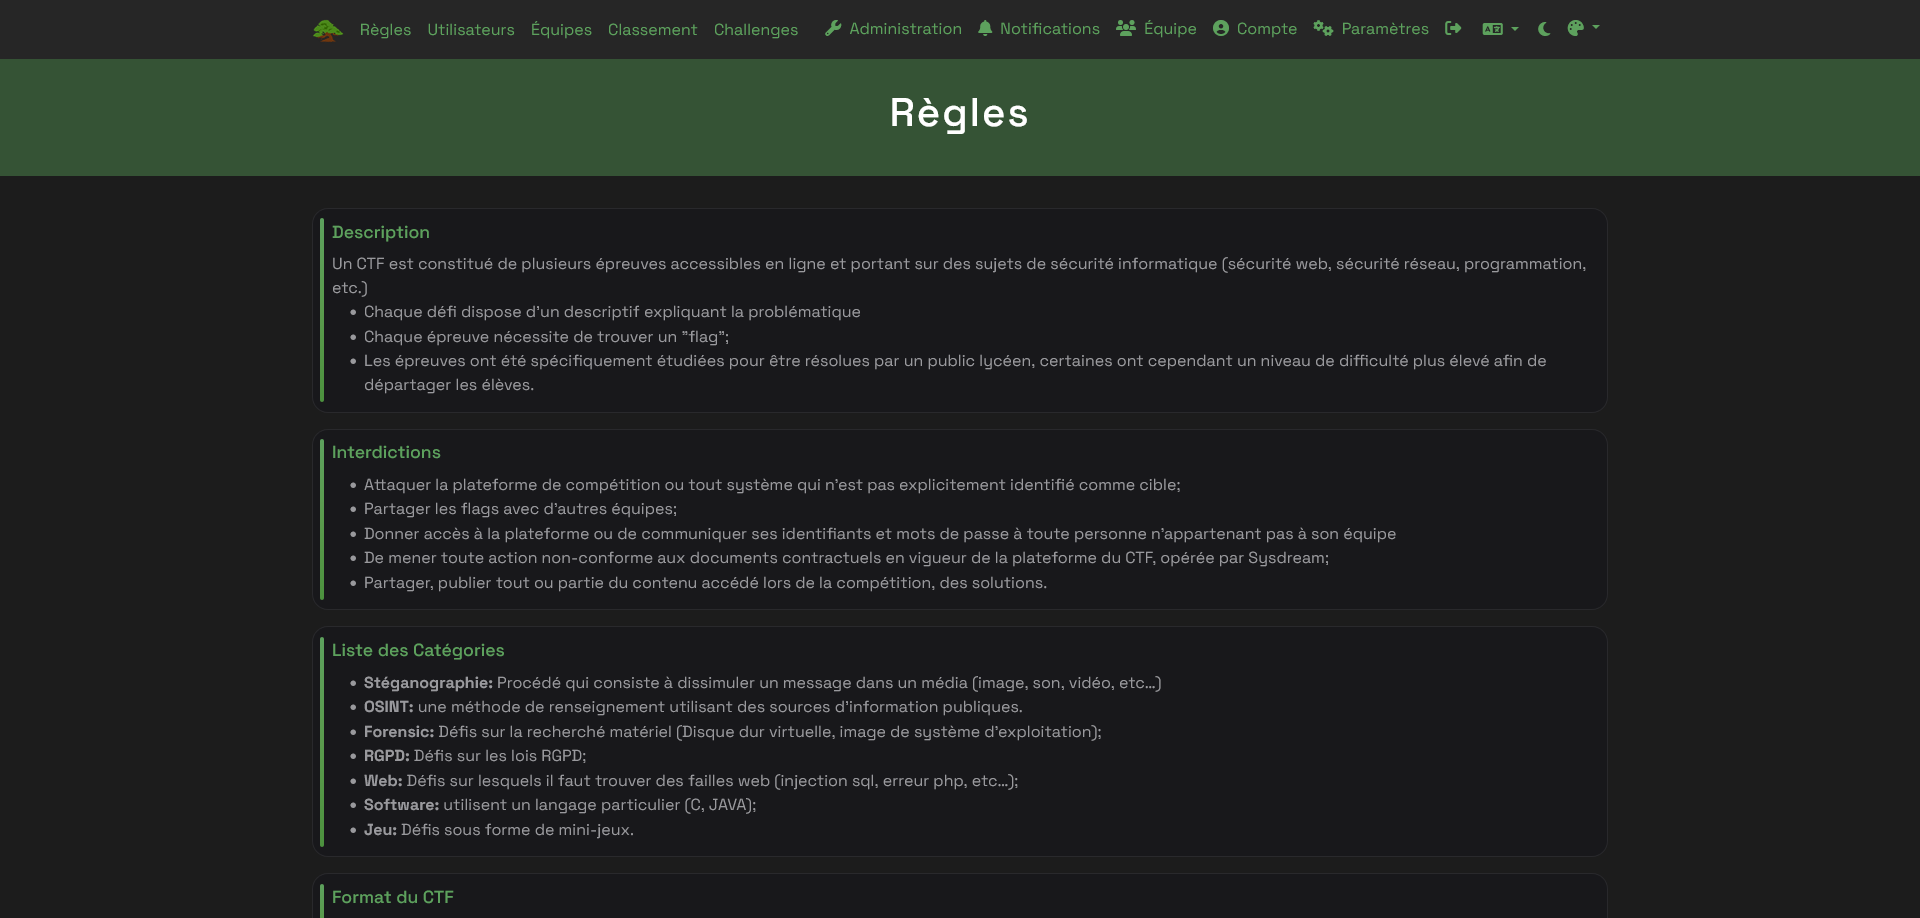 Règles Utilisateurs Équipes Classement Challenges Administration Notifications Équipe Compte Paramètres
Règles
Description
Un CTF est constitué de plusieurs épreuves accessibles en ligne et portant sur des sujets de sécurité informatique (sécurité web, sécurité réseau, programmation,
etc.)
• Chaque défi dispose d'un descriptif expliquant la problématique
• Chaque épreuve nécessite de trouver un "flag";
• Les épreuves ont été spécifiquement étudiées pour être résolues par un public lycéen, certaines ont cependant un niveau de difficulté plus élevé afin de
départager les élèves.
Interdictions
• Attaquer la plateforme de compétition ou tout système qui n'est pas explicitement identifié comme cible;
• Partager les flags avec d'autres équipes;
• Donner accès à la plateforme ou de communiquer ses identifiants et mots de passe à toute personne n'appartenant pas à son équipe
• De mener toute action non-conforme aux documents contractuels en vigueur de la plateforme du CTF, opérée par Sysdream;
• Partager, publier tout ou partie du contenu accédé lors de la compétition, des solutions.
Liste des Catégories
• Stéganographie: Procédé qui consiste à dissimuler un message dans un média (image, son, vidéo, etc...)
• OSINT: une méthode de renseignement utilisant des sources d'information publiques.
• Forensic: Défis sur la recherché matériel (Disque dur virtuelle, image de système d'exploitation);
• RGPD: Défis sur les lois RGPD;
• Web: Défis sur lesquels il faut trouver des failles web (injection sql, erreur php, etc...);
• Software: utilisent un langage particulier (C, JAVA);
• Jeu: Défis sous forme de mini-jeux.
Format du CTF